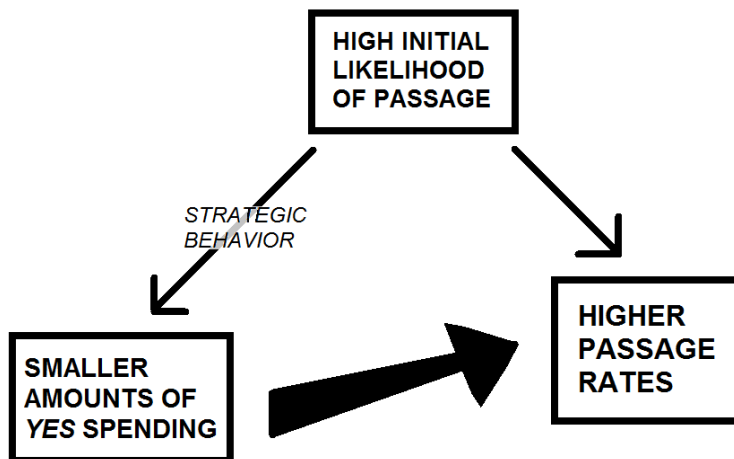 HIGH INITIAL
LIKELIHOOD
OF PASSAGE
STRATEGIC
BEHAVIOR
SMALLER
AMOUNTS OF
YES SPENDING
HIGHER
PASSAGE
RATES